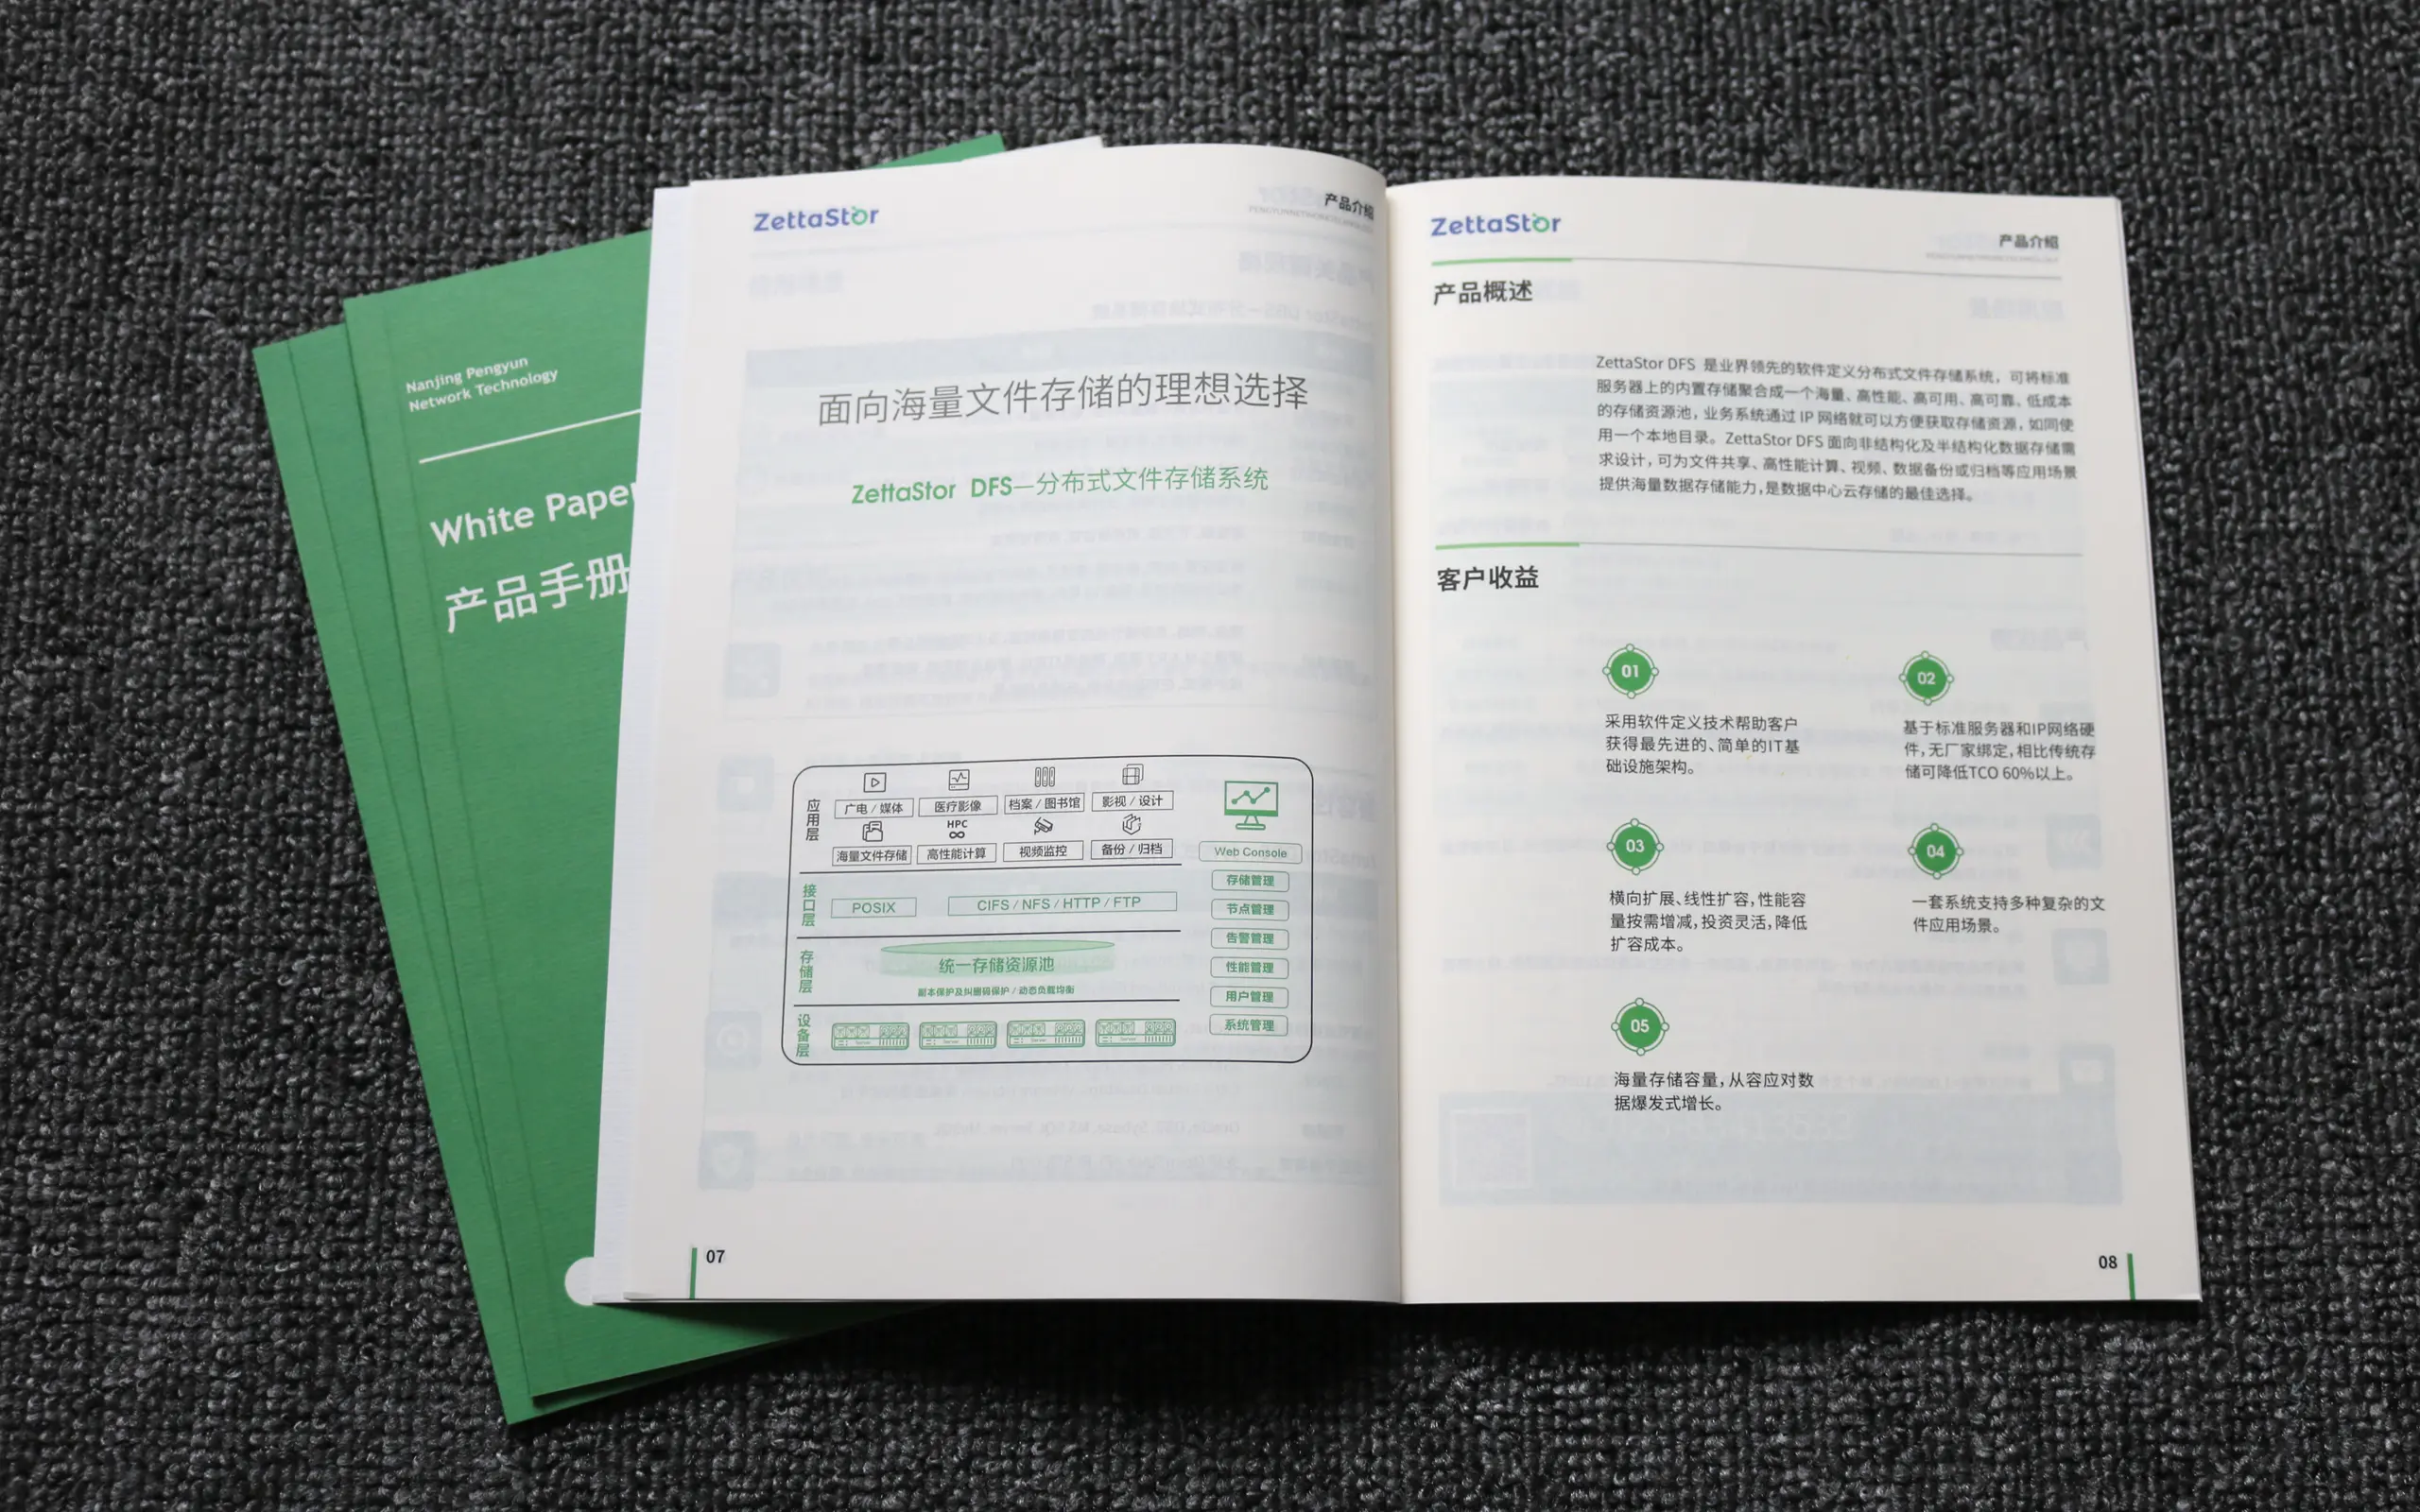 Nanjing Pengyun
Network Technology
White Paper
产品手册
ZettaStor
产品介绍
面向海量文件存储的理想选择
ZettaStor DFS—分布式文件存储系统
应用层
广电 / 媒体
医疗影像
档案 / 图书馆
影视 / 设计
HPC
海量文件存储
高性能计算
视频监控
备份 / 归档
接口层
POSIX
CIFS / NFS / HTTP / FTP
存储层
统一存储资源池
副本保护及纠删码保护 / 动态负载均衡
设备层
Server
Server
Server
Server
Web Console
存储管理
节点管理
告警管理
性能管理
用户管理
系统管理
07
ZettaStor
产品介绍
产品概述
ZettaStor DFS 是业界领先的软件定义分布式文件存储系统，可将标准
服务器上的内置存储聚合成一个海量、高性能、高可用、高可靠、低成本
的存储资源池，业务系统通过 IP 网络就可以方便获取存储资源，如同使
用一个本地目录。ZettaStor DFS 面向非结构化及半结构化数据存储需
求设计，可为文件共享、高性能计算、视频、数据备份或归档等应用场景
提供海量数据存储能力，是数据中心云存储的最佳选择。
客户收益
01
采用软件定义技术帮助客户
获得最先进的、简单的IT基
础设施架构。
02
基于标准服务器和IP网络硬
件，无厂家绑定，相比传统存
储可降低TCO 60%以上。
03
横向扩展、线性扩容，性能容
量按需增减，投资灵活，降低
扩容成本。
04
一套系统支持多种复杂的文
件应用场景。
05
海量存储容量，从容应对数
据爆发式增长。
08